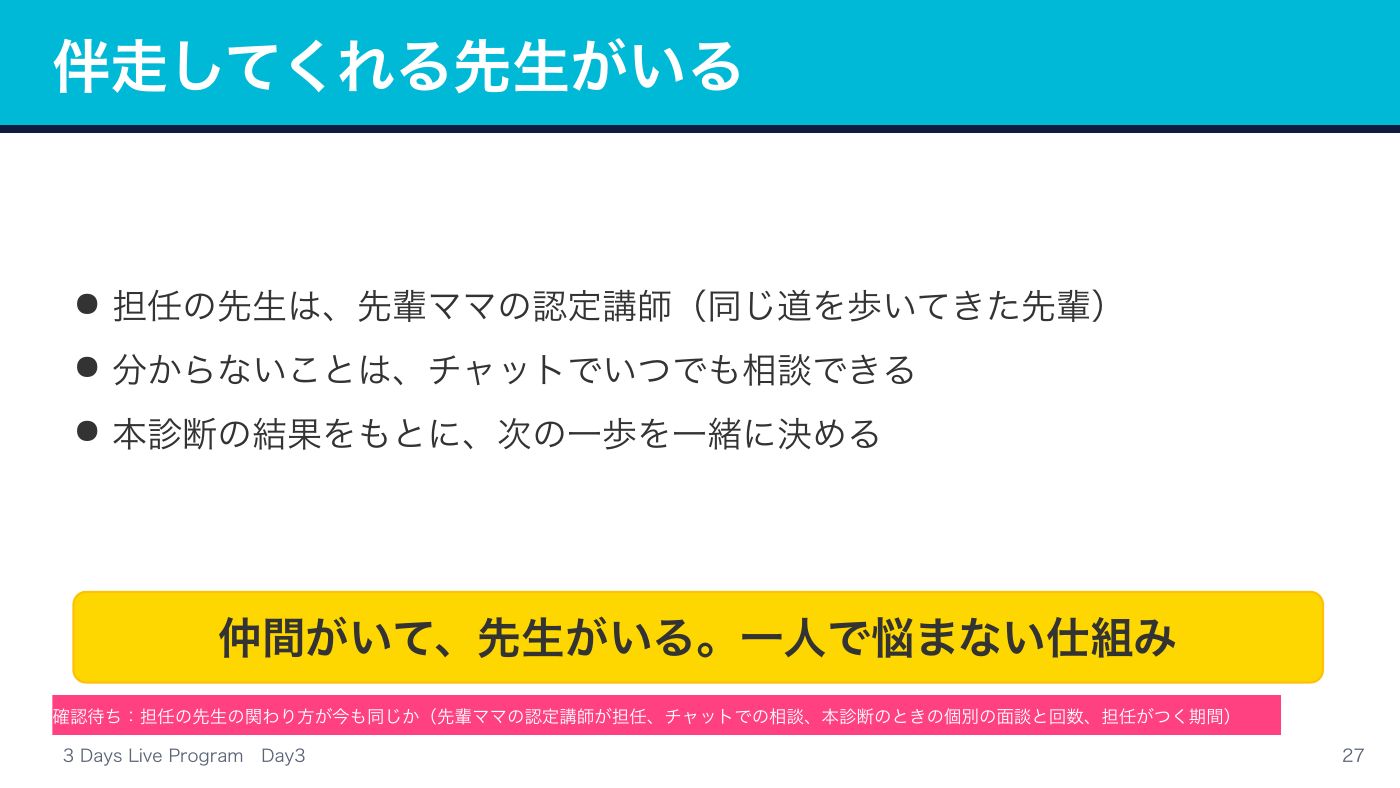 伴走してくれる先生がいる
● 担任の先生は、先輩ママの認定講師（同じ道を歩いてきた先輩）
● 分からないことは、チャットでいつでも相談できる
● 本診断の結果をもとに、次の一歩を一緒に決める
仲間がいて、先生がいる。一人で悩まない仕組み
確認待ち：担任の先生の関わり方が今も同じか（先輩ママの認定講師が担任、チャットでの相談、本診断のときの個別の面談と回数、担任がつく期間）
3 Days Live Program　Day3
27